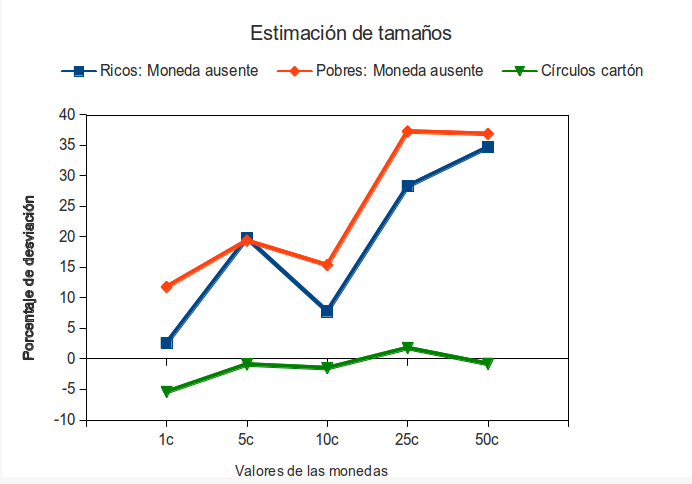 Estimación de tamaños
Ricos: Moneda ausente Pobres: Moneda ausente Círculos cartón
40
35
30
25
20
15
10
5
0
-5
-10
Porcentaje de desviación
1c 5c 10c 25c 50c
Valores de las monedas